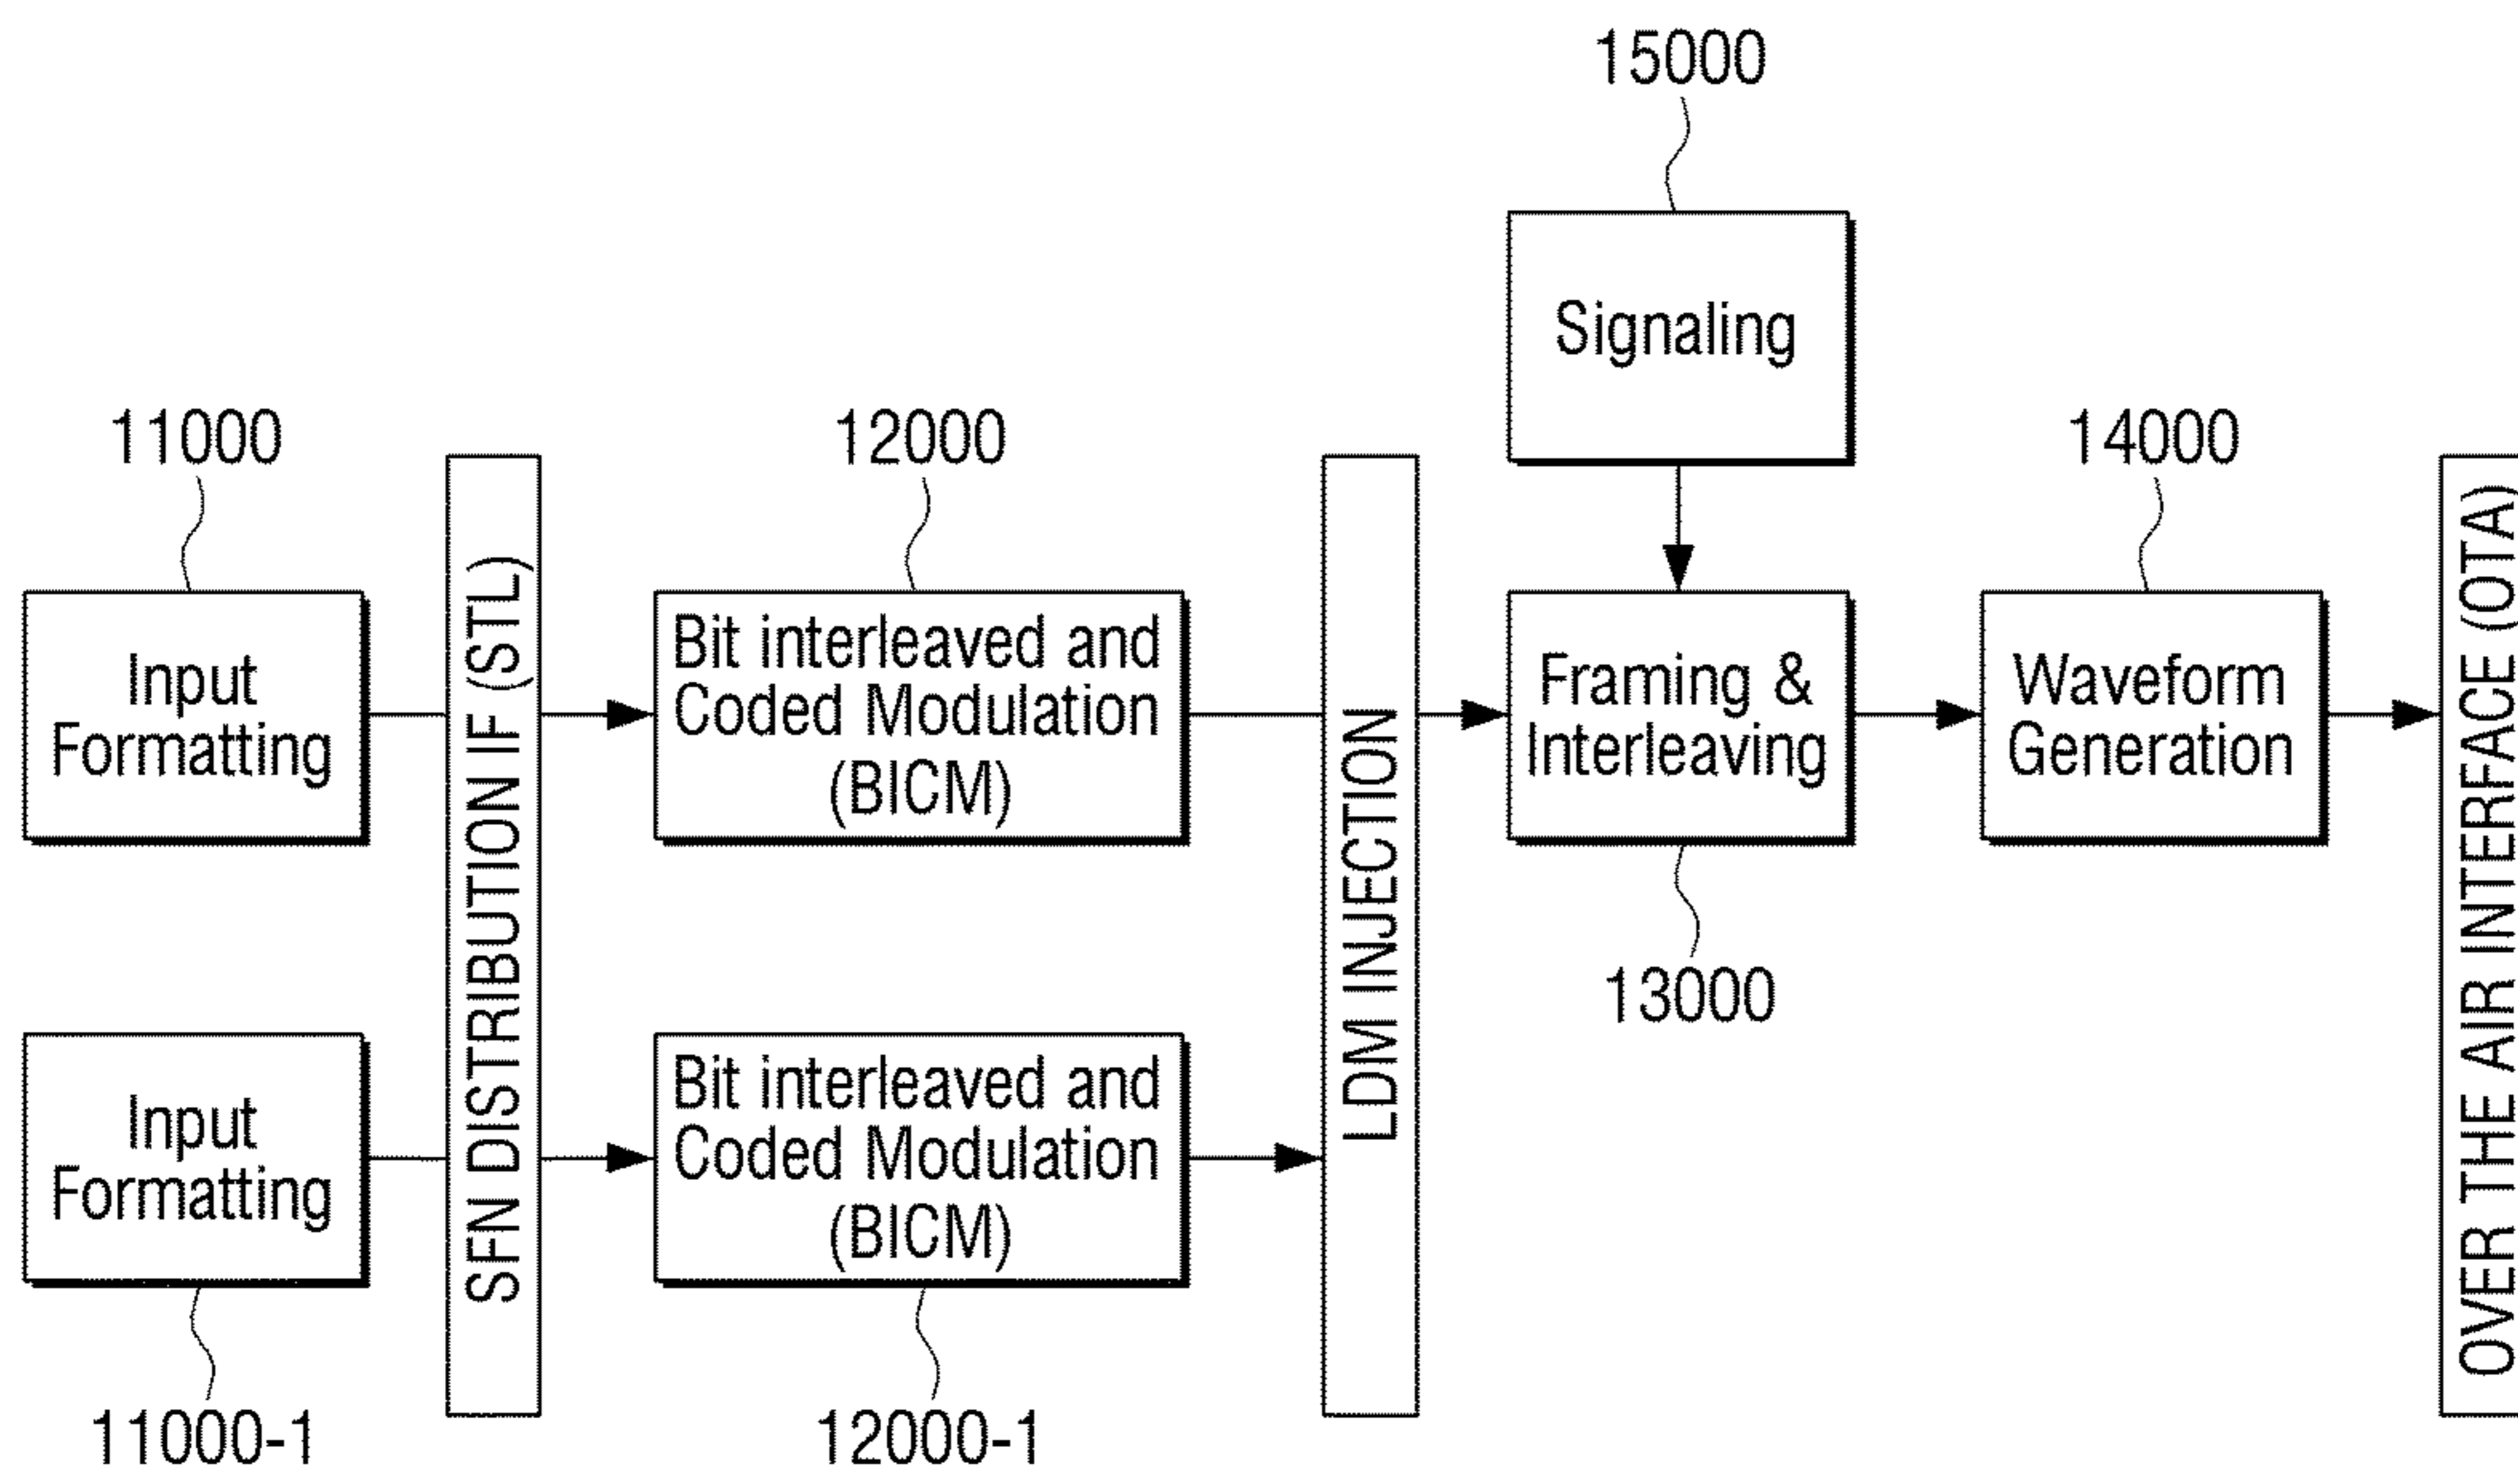 15000
Signaling
11000
12000
14000
Input
Formatting
SFN DISTRIBUTION IF (STL)
Bit interleaved and
Coded Modulation
(BICM)
LDM INJECTION
Framing &
Interleaving
Waveform
Generation
OVER THE AIR INTERFACE (OTA)
13000
Input
Formatting
Bit interleaved and
Coded Modulation
(BICM)
11000-1
12000-1